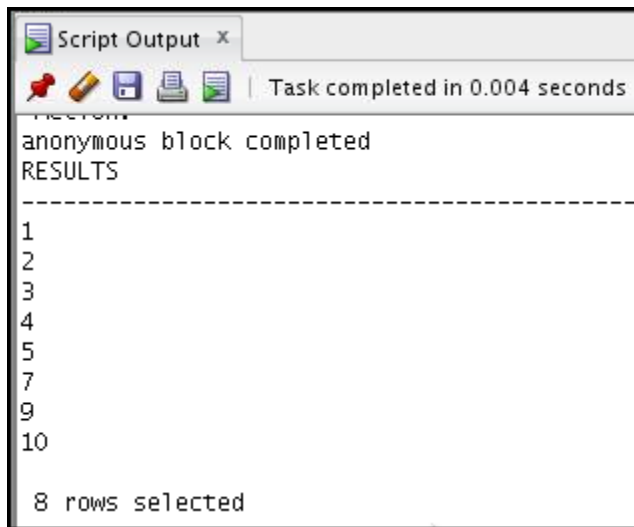 Script Output x
Task completed in 0.004 seconds
anonymous block completed
RESULTS
--------------------------------------------
1
2
3
4
5
7
9
10
8 rows selected